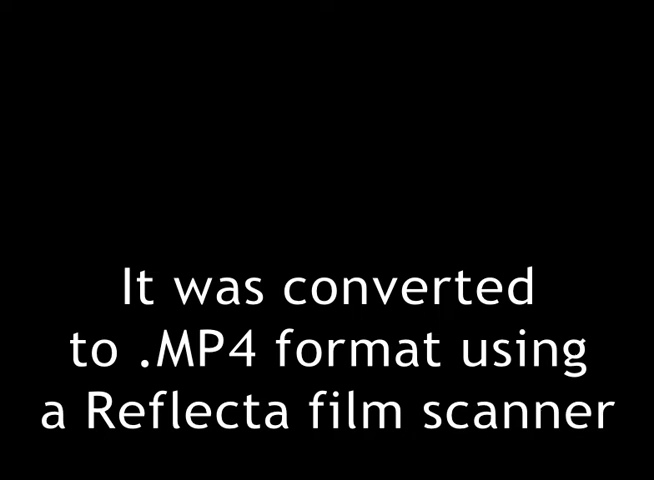 It was converted
to .MP4 format using
a Reflecta film scanner